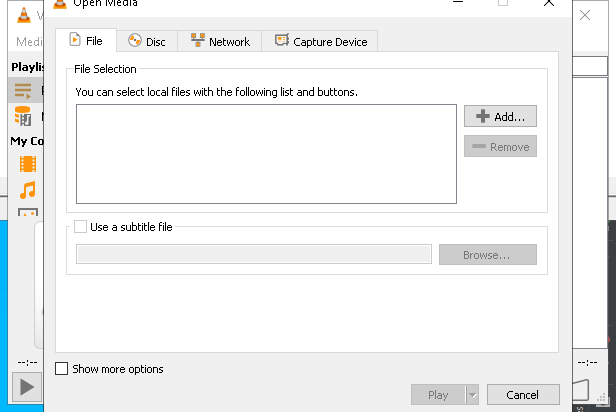 Open Media
Medi
File
Disc
Network
Capture Device
Playlis
File Selection
You can select local files with the following list and buttons.
Add...
Remove
My Co
Use a subtitle file
Browse...
--:--
--:--
Show more options
Play
Cancel